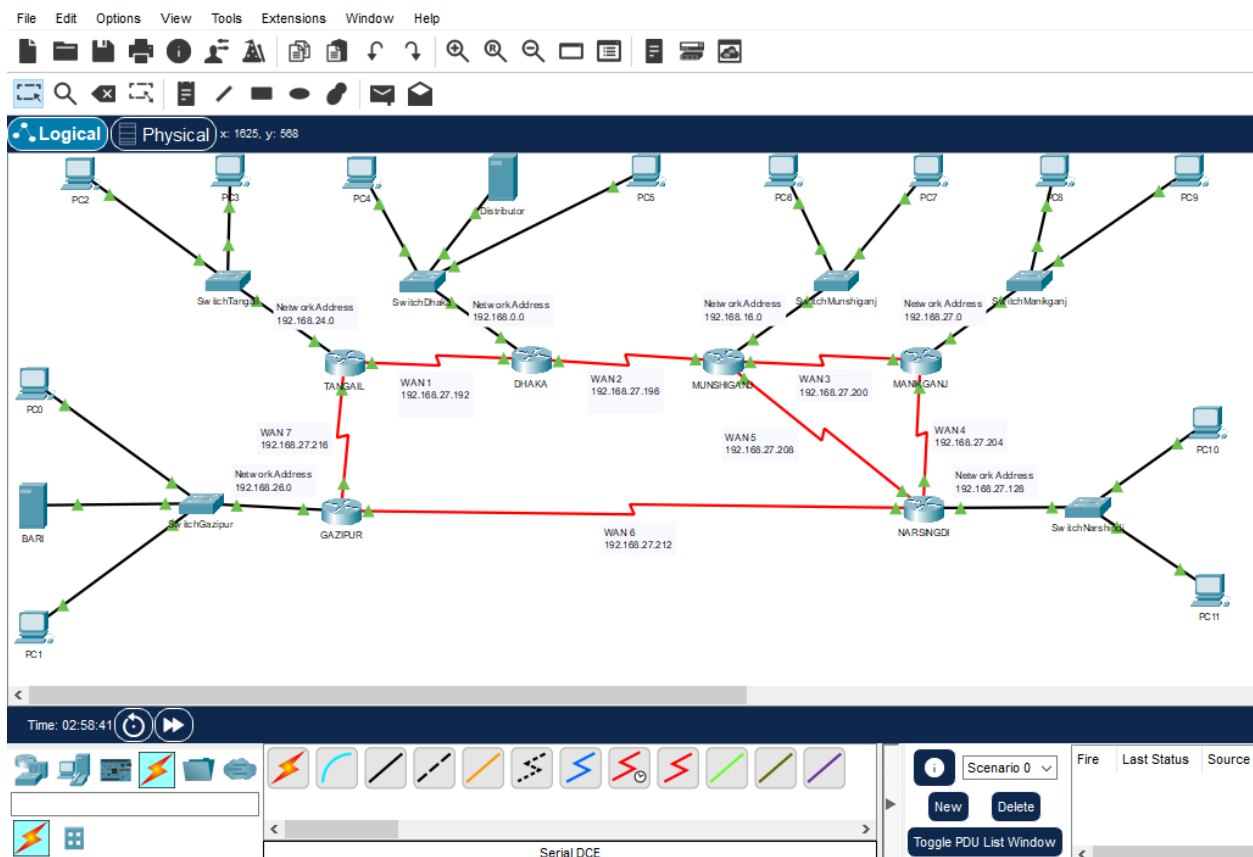 File Edit Options View Tools Extensions Window Help
Logical Physical x: 1625, y: 568
PC2 PC3 PC4 Distributor PC5 PC6 PC7 PC8 PC9
SwitchTanga SwitchDhaka SwitchMunshiganj SwitchManikganj
Network Address
192.168.24.0
Network Address
192.168.0.0
Network Address
192.168.16.0
Network Address
192.168.27.0
TANGAIL DHAKA MUNSHIGANJ MANIKGANJ
WAN 1
192.168.27.192
WAN 2
192.168.27.196
WAN 3
192.168.27.200
PC0
WAN 7
192.168.27.216
WAN 5
192.168.27.208
WAN 4
192.168.27.204
PC10
Network Address
192.168.26.0
Network Address
192.168.27.128
SwitchGazipur SwitchNarshindi
BARI GAZIPUR NARSINGDI
WAN 6
192.168.27.212
PC1 PC11
Time: 02:58:41
Scenario 0
Fire Last Status Source
New Delete
Toggle PDU List Window
Serial DCE